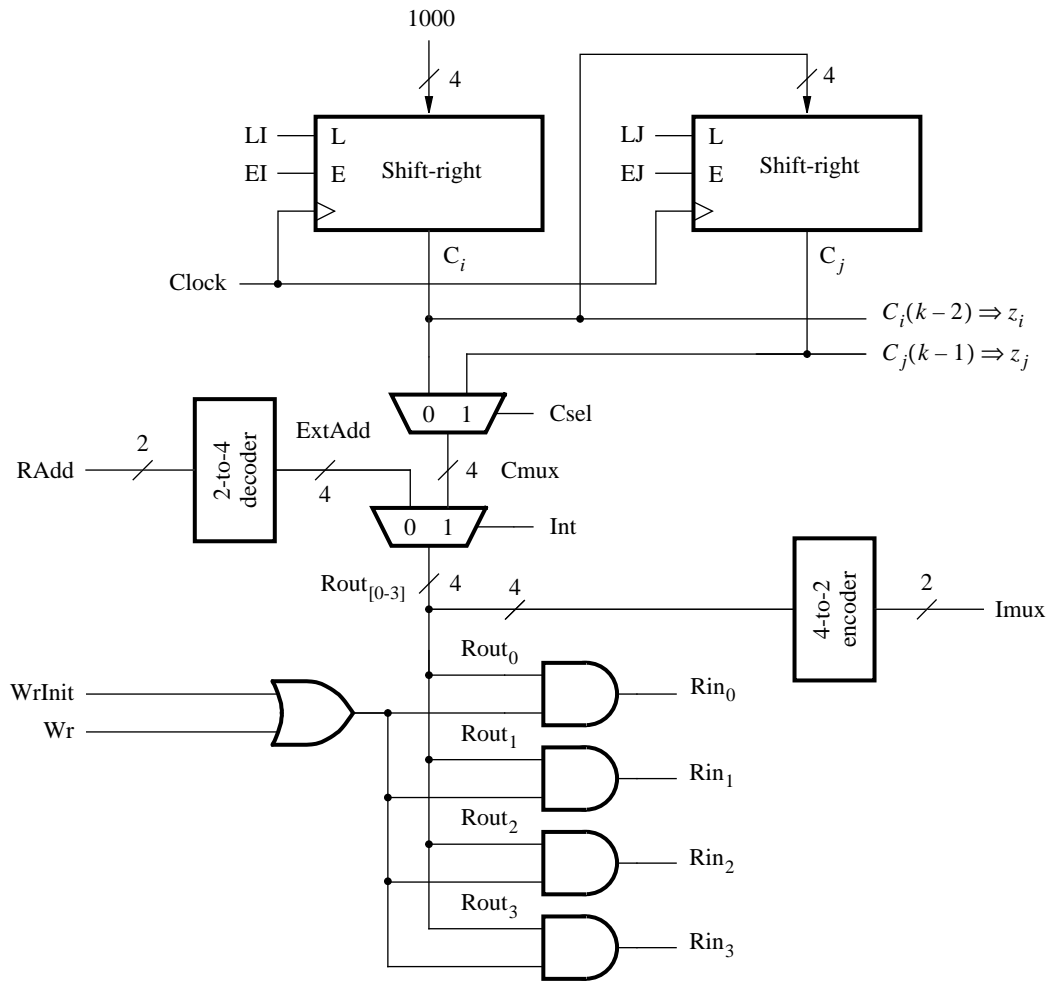 1000
4
4
LI
L
Shift-right
EI
E
LJ
L
Shift-right
EJ
E
C_i
C_j
Clock
C_i(k – 2) ⇒ z_i
C_j(k – 1) ⇒ z_j
0 1
Csel
RAdd
2
2-to-4 decoder
ExtAdd
4
4
Cmux
0 1
Int
Rout_[0-3]
4
4
4-to-2 encoder
2
Imux
Rout_0
Rin_0
WrInit
Wr
Rout_1
Rin_1
Rout_2
Rin_2
Rout_3
Rin_3